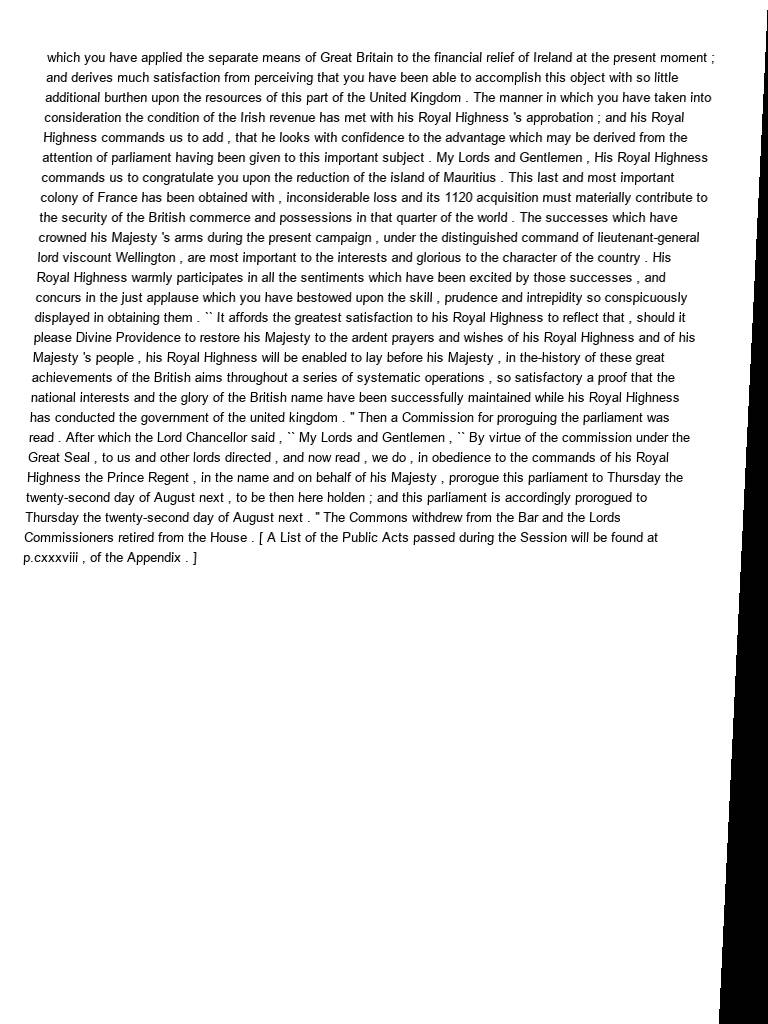 which you have applied the separate means of Great Britain to the financial relief of Ireland at the present moment ;
and derives much satisfaction from perceiving that you have been able to accomplish this object with so little
additional burthen upon the resources of this part of the United Kingdom . The manner in which you have taken into
consideration the condition of the Irish revenue has met with his Royal Highness 's approbation ; and his Royal
Highness commands us to add , that he looks with confidence to the advantage which may be derived from the
attention of parliament having been given to this important subject . My Lords and Gentlemen , His Royal Highness
commands us to congratulate you upon the reduction of the island of Mauritius . This last and most important
colony of France has been obtained with , inconsiderable loss and its 1120 acquisition must materially contribute to
the security of the British commerce and possessions in that quarter of the world . The successes which have
crowned his Majesty 's arms during the present campaign , under the distinguished command of lieutenant-general
lord viscount Wellington , are most important to the interests and glorious to the character of the country . His
Royal Highness warmly participates in all the sentiments which have been excited by those successes , and
concurs in the just applause which you have bestowed upon the skill , prudence and intrepidity so conspicuously
displayed in obtaining them . `` It affords the greatest satisfaction to his Royal Highness to reflect that , should it
please Divine Providence to restore his Majesty to the ardent prayers and wishes of his Royal Highness and of his
Majesty 's people , his Royal Highness will be enabled to lay before his Majesty , in the-history of these great
achievements of the British aims throughout a series of systematic operations , so satisfactory a proof that the
national interests and the glory of the British name have been successfully maintained while his Royal Highness
has conducted the government of the united kingdom . '' Then a Commission for proroguing the parliament was
read . After which the Lord Chancellor said , `` My Lords and Gentlemen , `` By virtue of the commission under the
Great Seal , to us and other lords directed , and now read , we do , in obedience to the commands of his Royal
Highness the Prince Regent , in the name and on behalf of his Majesty , prorogue this parliament to Thursday the
twenty-second day of August next , to be then here holden ; and this parliament is accordingly prorogued to
Thursday the twenty-second day of August next . '' The Commons withdrew from the Bar and the Lords
Commissioners retired from the House . [ A List of the Public Acts passed during the Session will be found at
p.cxxxviii , of the Appendix . ]